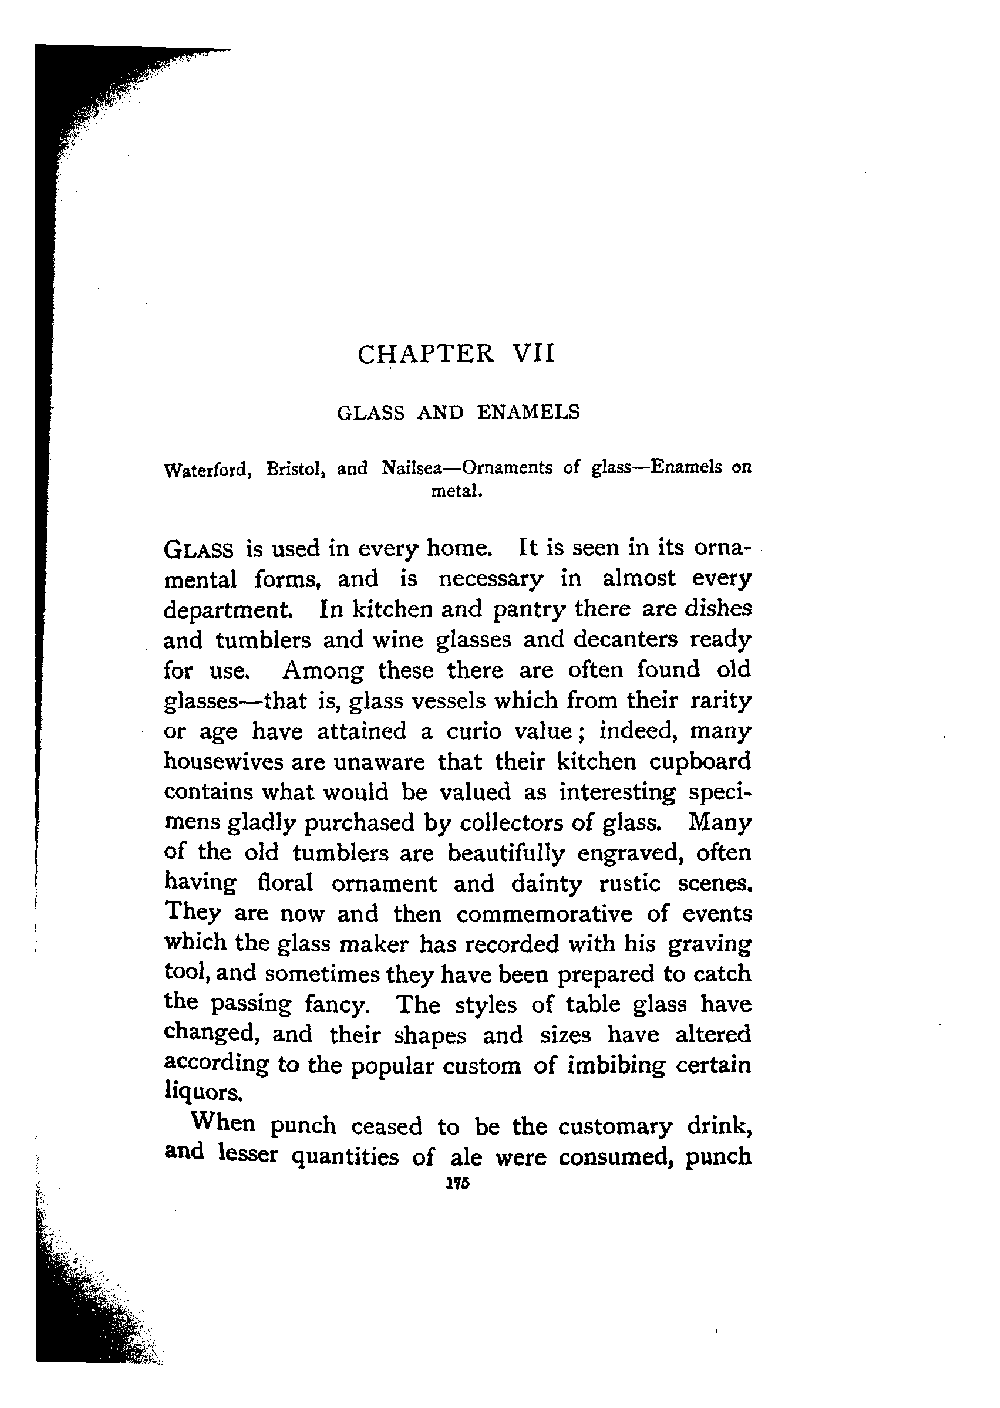 CHAPTER VII
GLASS AND ENAMELS
Waterford, Bristol, and Nailsea—Ornaments of glass—Enamels on
metal.
GLASS is used in every home. It is seen in its orna-
mental forms, and is necessary in almost every
department. In kitchen and pantry there are dishes
and tumblers and wine glasses and decanters ready
for use. Among these there are often found old
glasses—that is, glass vessels which from their rarity
or age have attained a curio value; indeed, many
housewives are unaware that their kitchen cupboard
contains what would be valued as interesting speci-
mens gladly purchased by collectors of glass. Many
of the old tumblers are beautifully engraved, often
having floral ornament and dainty rustic scenes.
They are now and then commemorative of events
which the glass maker has recorded with his graving
tool, and sometimes they have been prepared to catch
the passing fancy. The styles of table glass have
changed, and their shapes and sizes have altered
according to the popular custom of imbibing certain
liquors.
When punch ceased to be the customary drink,
and lesser quantities of ale were consumed, punch
175